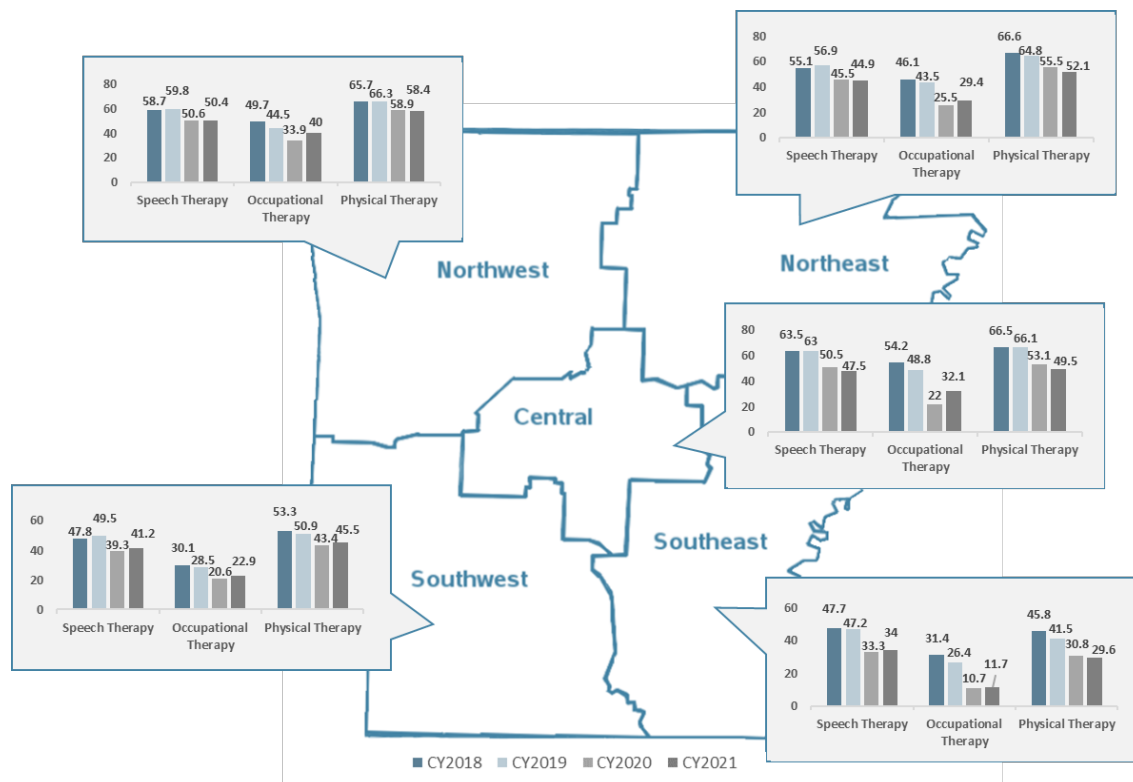 80
60
40
20
0
58.7 59.8 50.6 50.4
49.7 44.5 33.9 40
65.7 66.3 58.9 58.4
Speech Therapy
Occupational
Therapy
Physical Therapy
80
60
40
20
0
55.1 56.9 45.5 44.9
46.1 43.5 25.5 29.4
66.6 64.8 55.5 52.1
Speech Therapy
Occupational
Therapy
Physical Therapy
Northwest
Northeast
80
60
40
20
0
63.5 63 50.5 47.5
54.2 48.8 22 32.1
66.5 66.1 53.1 49.5
Speech Therapy
Occupational
Therapy
Physical Therapy
Central
60
40
20
0
47.8 49.5 39.3 41.2
30.1 28.5 20.6 22.9
53.3 50.9 43.4 45.5
Speech Therapy
Occupational
Therapy
Physical Therapy
Southwest
Southeast
60
40
20
0
47.7 47.2 33.3 34
31.4 26.4 10.7 11.7
45.8 41.5 30.8 29.6
Speech Therapy
Occupational
Therapy
Physical Therapy
CY2018 CY2019 CY2020 CY2021